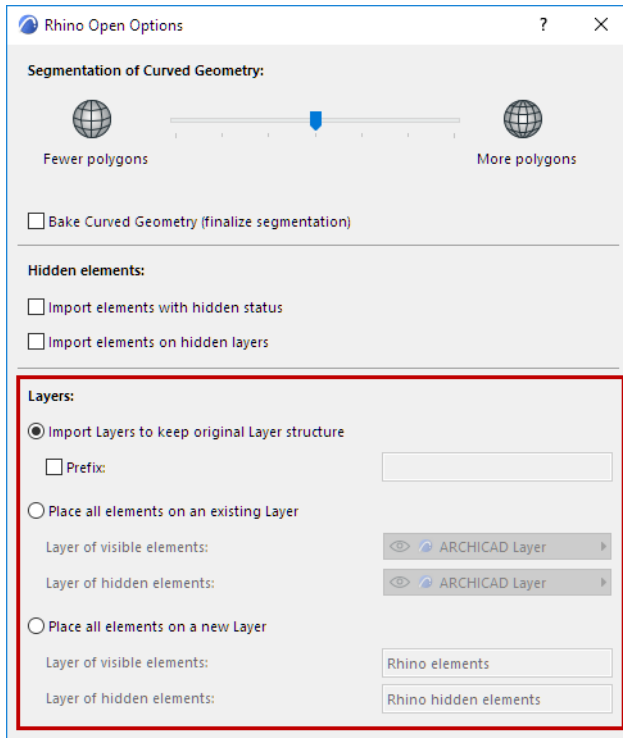 Rhino Open Options
Segmentation of Curved Geometry:
Fewer polygons
More polygons
Bake Curved Geometry (finalize segmentation)
Hidden elements:
Import elements with hidden status
Import elements on hidden layers
Layers:
Import Layers to keep original Layer structure
Prefix:
Place all elements on an existing Layer
Layer of visible elements: ARCHICAD Layer
Layer of hidden elements: ARCHICAD Layer
Place all elements on a new Layer
Layer of visible elements: Rhino elements
Layer of hidden elements: Rhino hidden elements